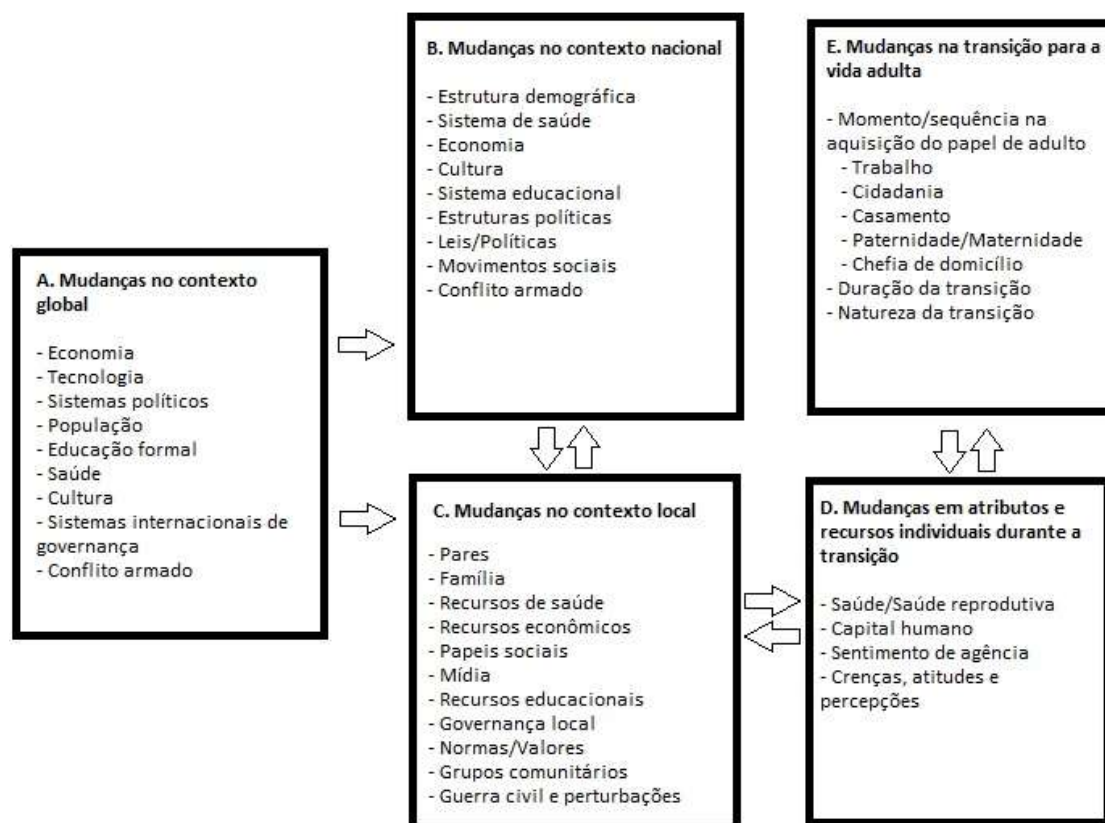 A. Mudanças no contexto
global
- Economia
- Tecnologia
- Sistemas políticos
- População
- Educação formal
- Saúde
- Cultura
- Sistemas internacionais de
governança
- Conflito armado
B. Mudanças no contexto nacional
- Estrutura demográfica
- Sistema de saúde
- Economia
- Cultura
- Sistema educacional
- Estruturas políticas
- Leis/Políticas
- Movimentos sociais
- Conflito armado
C. Mudanças no contexto local
- Pares
- Família
- Recursos de saúde
- Recursos econômicos
- Papeis sociais
- Mídia
- Recursos educacionais
- Governança local
- Normas/Valores
- Grupos comunitários
- Guerra civil e perturbações
D. Mudanças em atributos e
recursos individuais durante a
transição
- Saúde/Saúde reprodutiva
- Capital humano
- Sentimento de agência
- Crenças, atitudes e
percepções
E. Mudanças na transição para a
vida adulta
- Momento/sequência na
aquisição do papel de adulto
- Trabalho
- Cidadania
- Casamento
- Paternidade/Maternidade
- Chefia de domicílio
- Duração da transição
- Natureza da transição